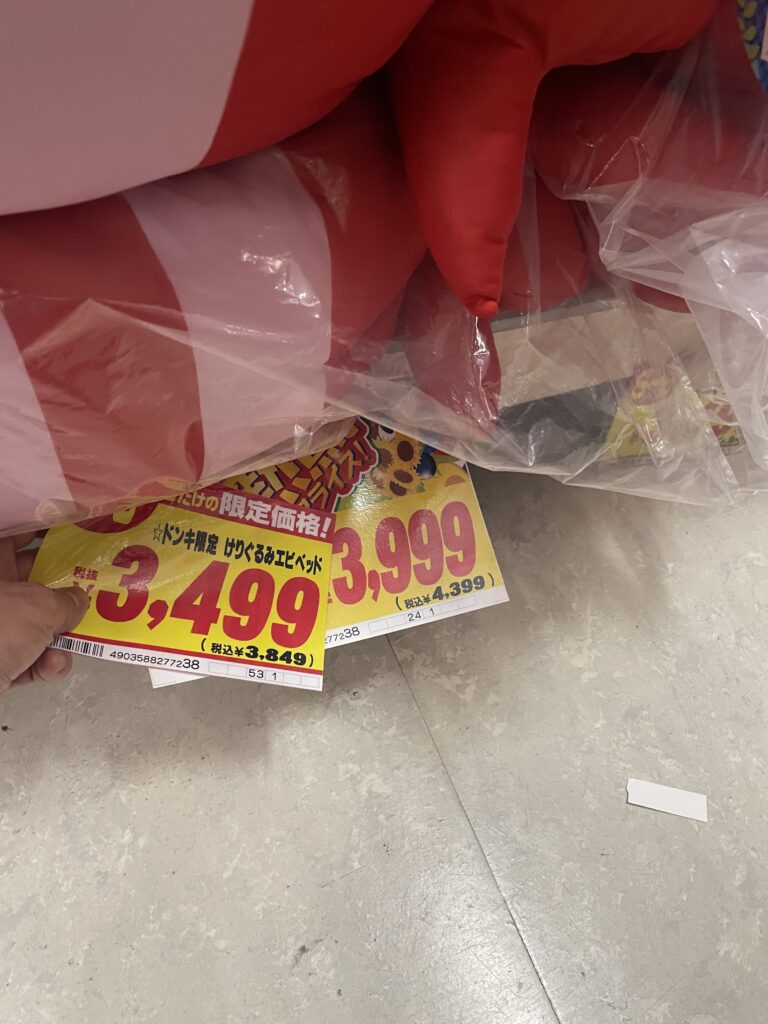 だけの限定価格!
☆ドンキ限定 けりぐるみエビベッド
税抜
¥3,499
(税込¥3,849)
4903588277238
53 1
3,999
(税込¥4,399)
27238
24 1